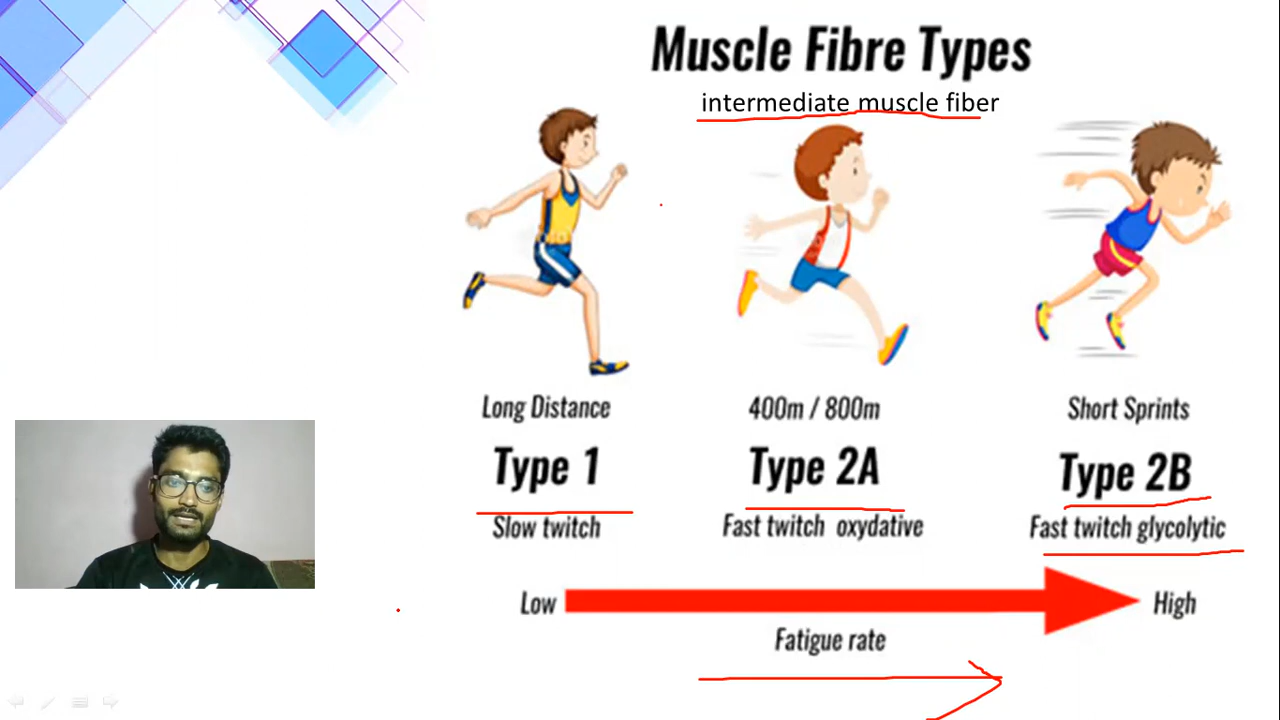 Muscle Fibre Types
intermediate muscle fiber
Long Distance
400m / 800m
Short Sprints
Type 1
Type 2A
Type 2B
Slow twitch
Fast twitch oxydative
Fast twitch glycolytic
Low
High
Fatigue rate